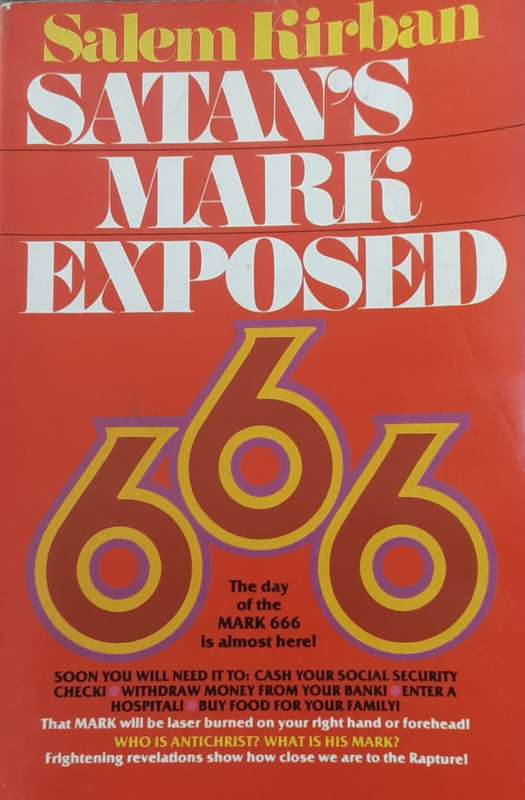 Salem Kirban
SATAN'S
MARK
EXPOSED
666
The day
of the
MARK 666
is almost here!
SOON YOU WILL NEED IT TO: CASH YOUR SOCIAL SECURITY
CHECK! ● WITHDRAW MONEY FROM YOUR BANK! ● ENTER A
HOSPITAL! ● BUY FOOD FOR YOUR FAMILY!
That MARK will be laser burned on your right hand or forehead!
WHO IS ANTICHRIST? WHAT IS HIS MARK?
Frightening revelations show how close we are to the Rapture!